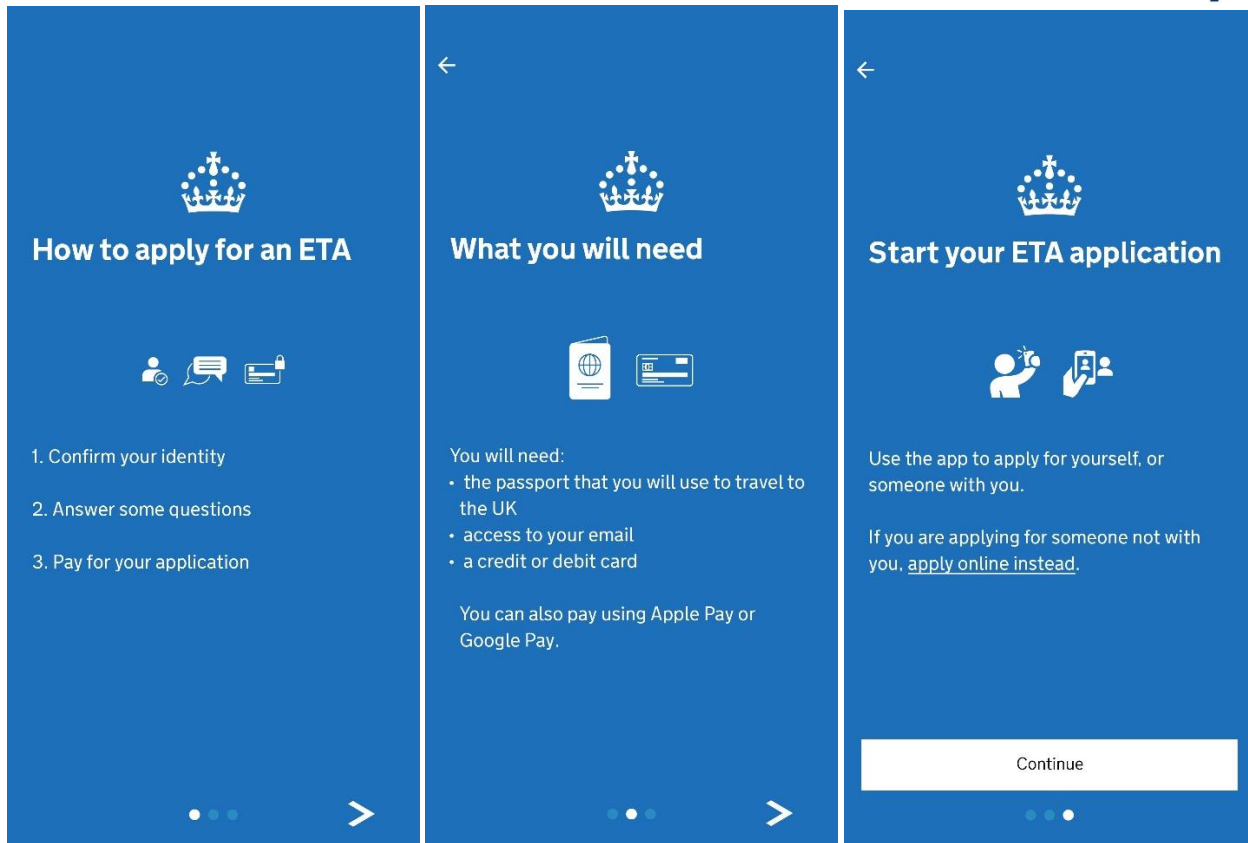 How to apply for an ETA
1. Confirm your identity
2. Answer some questions
3. Pay for your application
What you will need
You will need:
• the passport that you will use to travel to
the UK
• access to your email
• a credit or debit card
You can also pay using Apple Pay or
Google Pay.
Start your ETA application
Use the app to apply for yourself, or
someone with you.
If you are applying for someone not with
you, apply online instead.
Continue